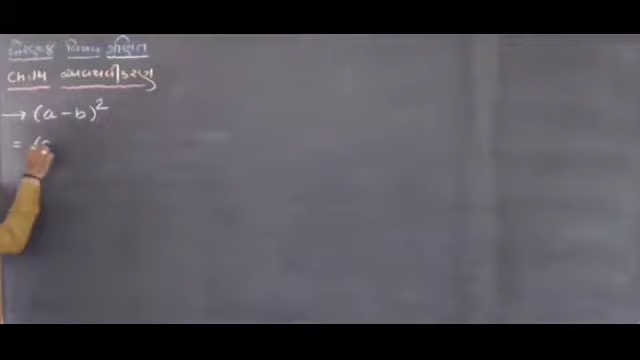 વિષય ગણિત
Ch:14 અવયવીકરણ
→ (a - b)²
= (a